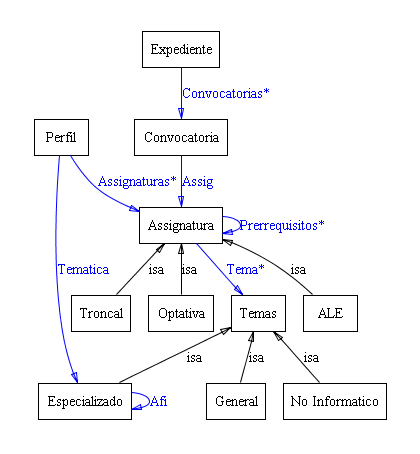 Expediente
Convocatorias*
Perfil
Convocatoria
Assignaturas*
Assig
Assignatura
Prerrequisitos*
Tematica
isa
isa
Tema*
isa
Troncal
Optativa
Temas
ALE
isa
isa
isa
Especializado
Afi
General
No Informatico